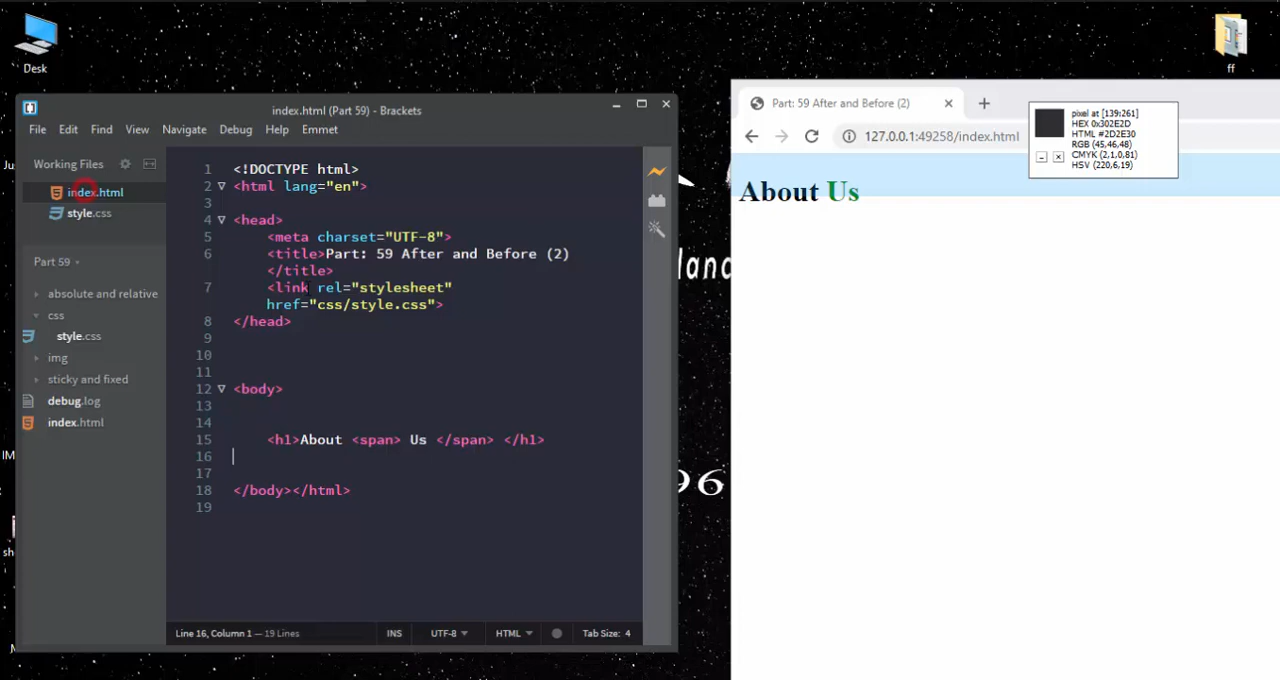 Desk
ff
index.html (Part 59) - Brackets
File Edit Find View Navigate Debug Help Emmet
Working Files
index.html
style.css
Part 59
absolute and relative
css
style.css
img
sticky and fixed
debug.log
index.html
1 <!DOCTYPE html>
2 <html lang="en">
3
4 <head>
5 <meta charset="UTF-8">
6 <title>Part: 59 After and Before (2)
</title>
7 <link rel="stylesheet"
href="css/style.css">
8 </head>
9
10
11
12 <body>
13
14
15 <h1>About <span> Us </span> </h1>
16
17
18 </body></html>
19
Line 16, Column 1 — 19 Lines
INS UTF-8 HTML Tab Size: 4
Part: 59 After and Before (2)
127.0.0.1:49258/index.html
pixel at [139:261]
HEX 0x302E2D
HTML #2D2E30
RGB (45,46,48)
CMYK (2,1,0,81)
HSV (220,6,19)
About Us
land
96
IM